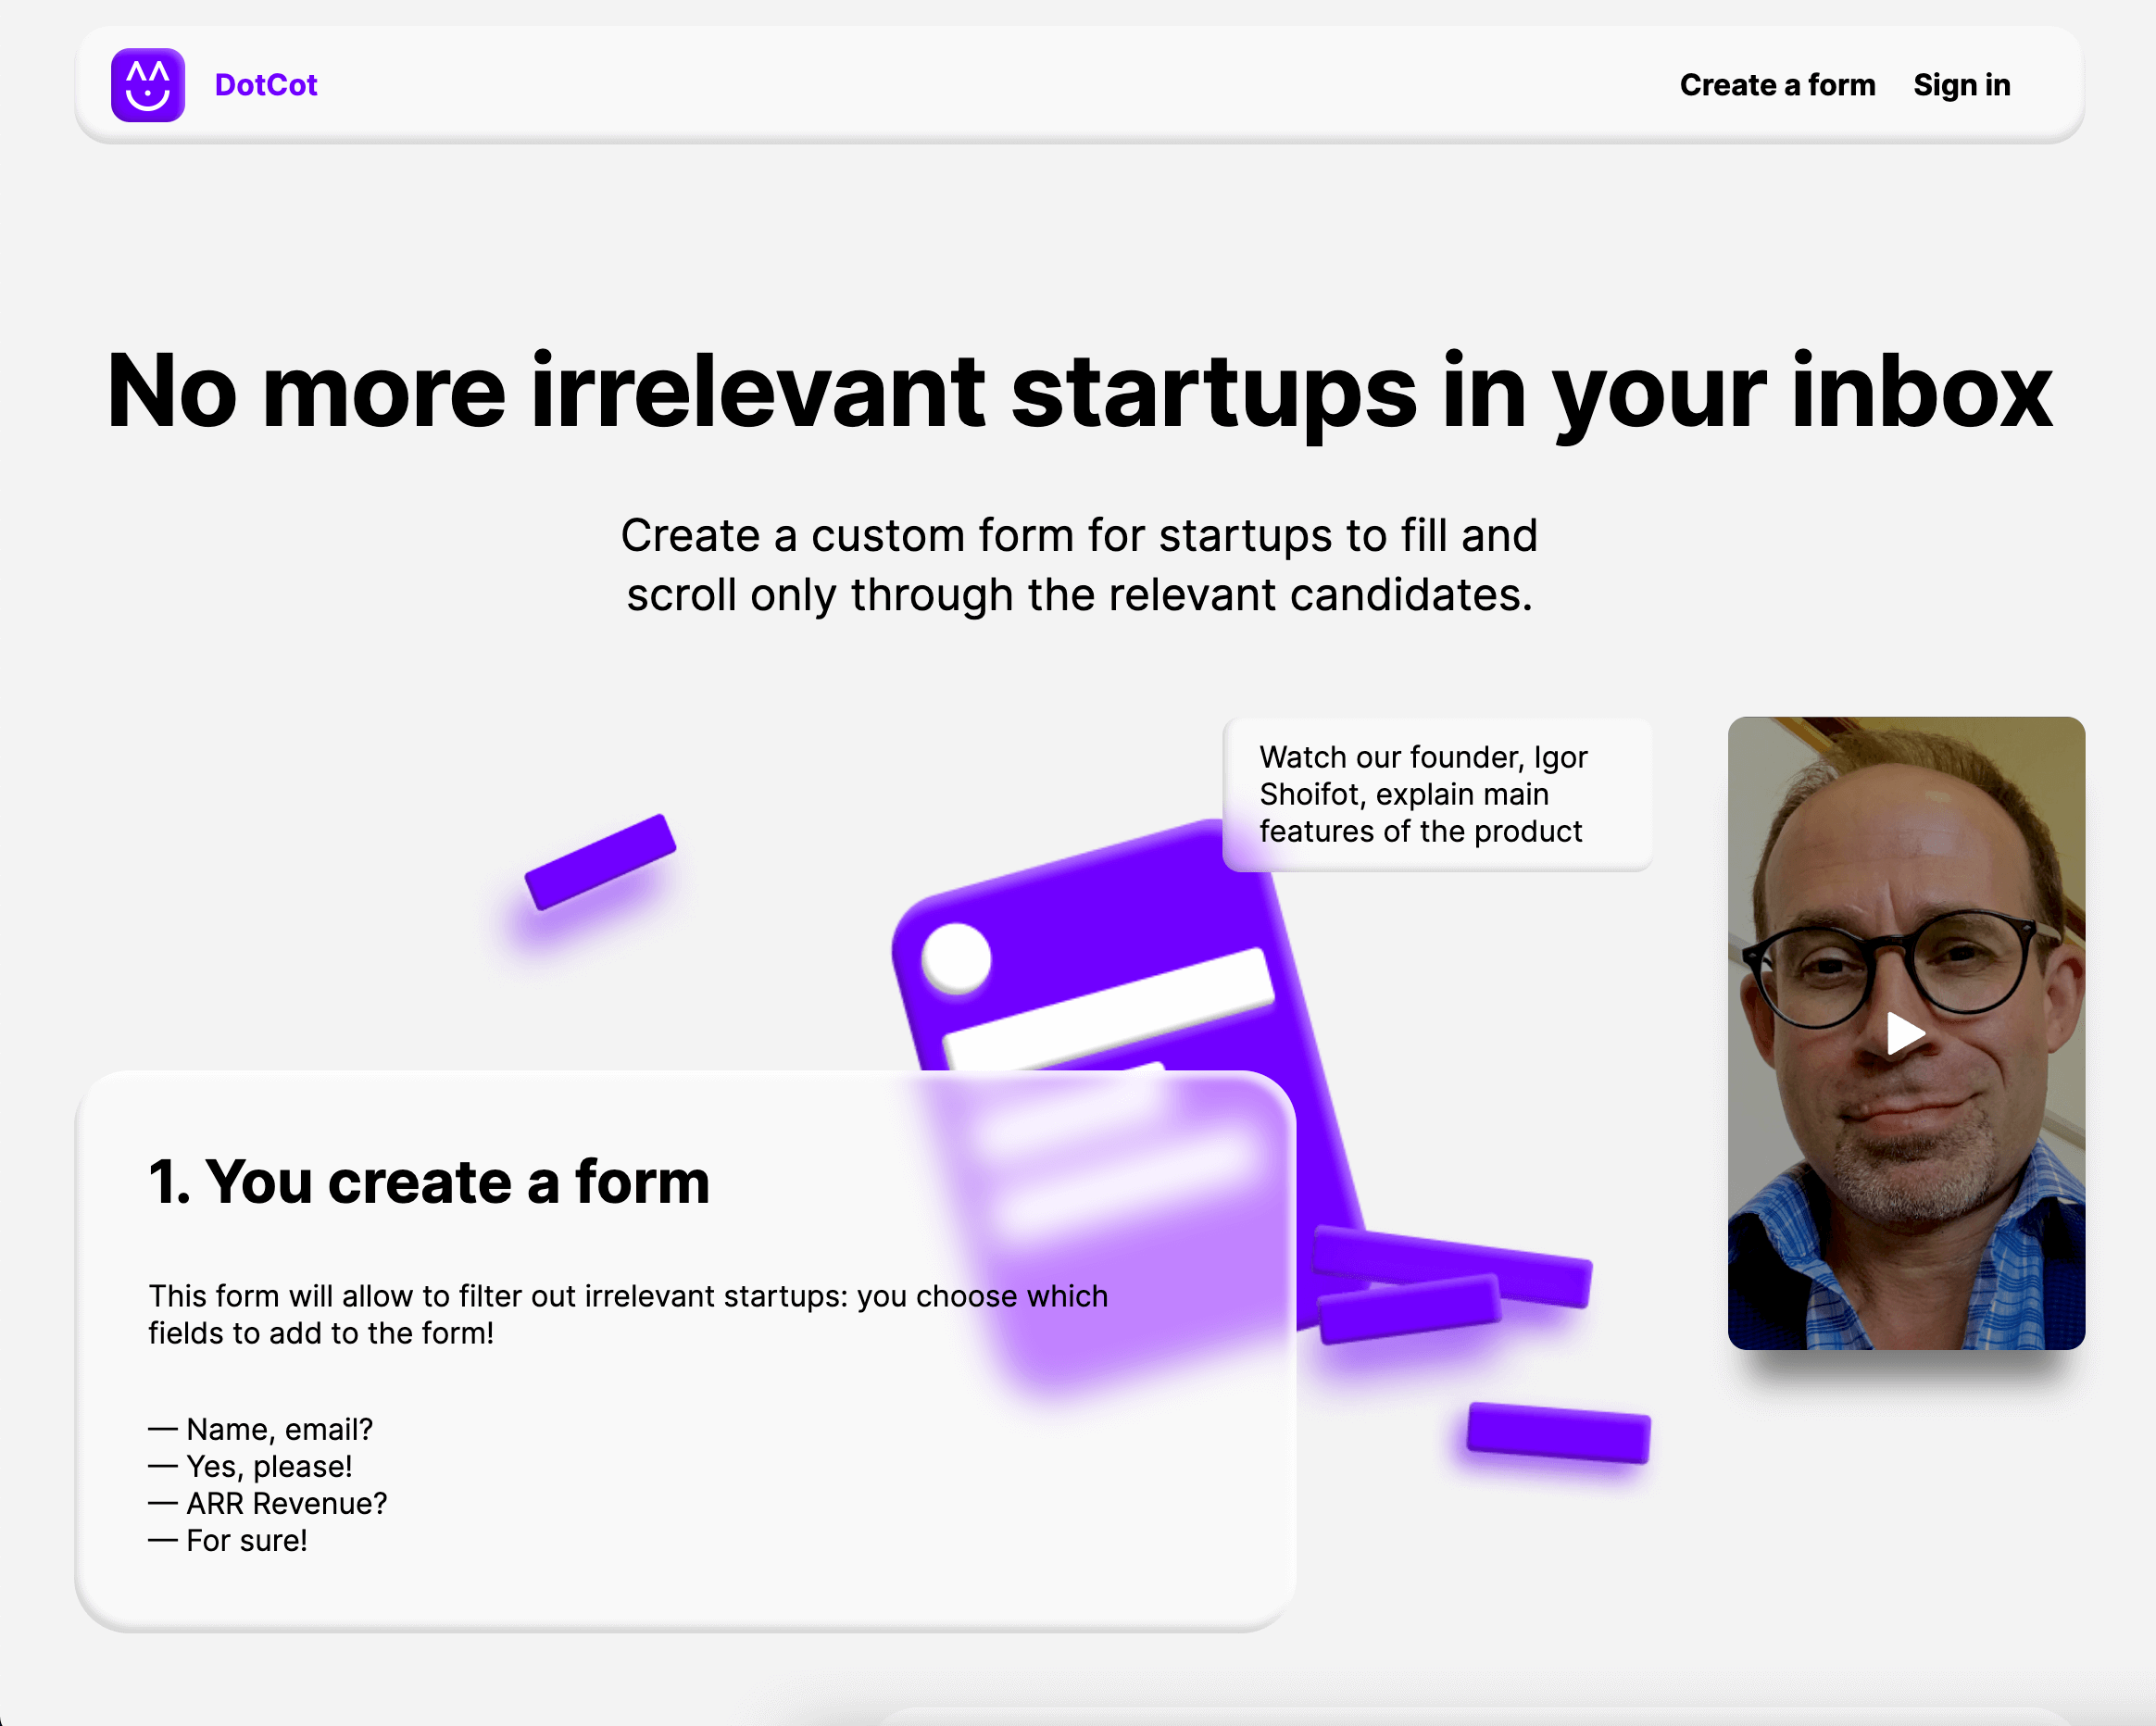 DotCot
Create a form
Sign in
No more irrelevant startups in your inbox
Create a custom form for startups to fill and
scroll only through the relevant candidates.
Watch our founder, Igor
Shoifot, explain main
features of the product
1. You create a form
This form will allow to filter out irrelevant startups: you choose which
fields to add to the form!
— Name, email?
— Yes, please!
— ARR Revenue?
— For sure!